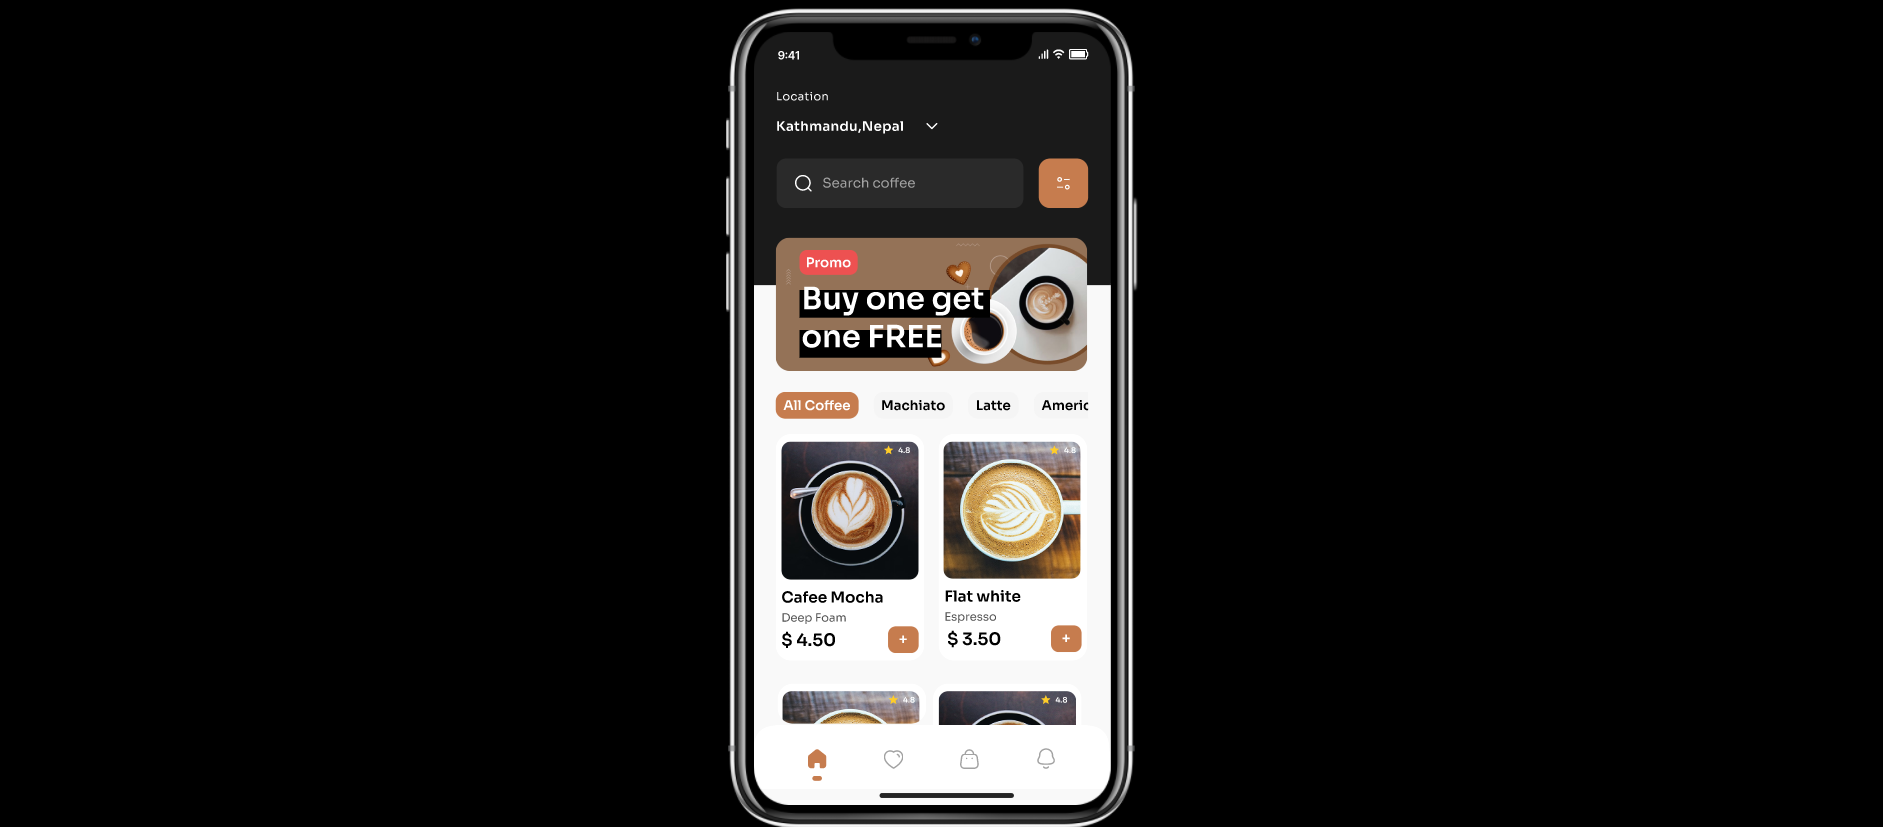 9:41
Location
Kathmandu,Nepal
Search coffee
Promo
Buy one get
one FREE
All Coffee Machiato Latte Americ
4.8 4.8
Cafee Mocha Flat white
Deep Foam Espresso
$ 4.50 + $ 3.50 +
4.8 4.8